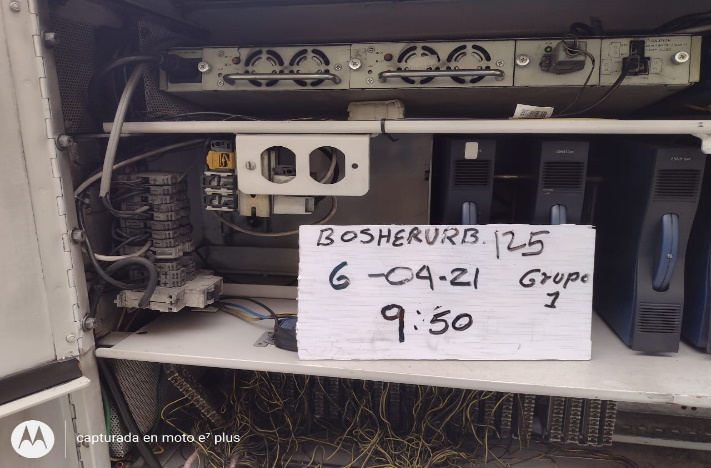 BOSHERURB. 125
6-04-21 Grupo
1
9:50
capturada en moto e⁷ plus